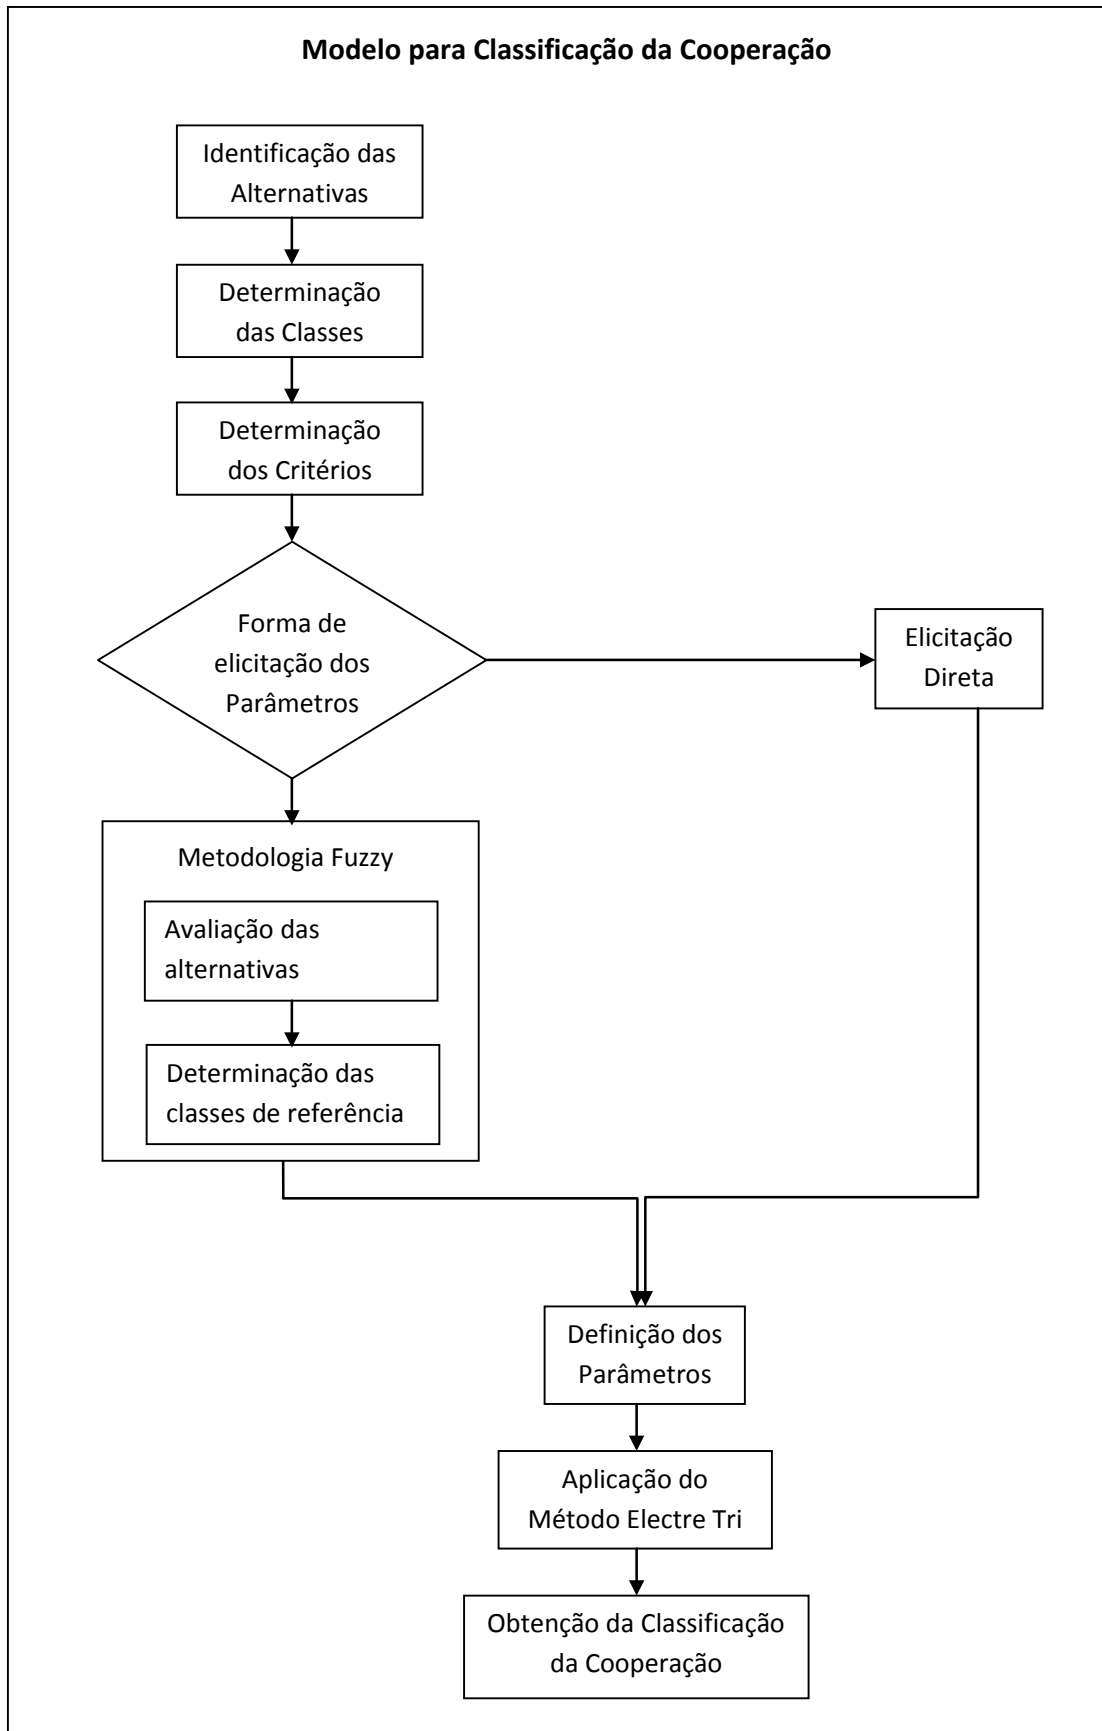 Modelo para Classificação da Cooperação
Identificação das
Alternativas
Determinação
das Classes
Determinação
dos Critérios
Forma de
elicitação dos
Parâmetros
Elicitação
Direta
Metodologia Fuzzy
Avaliação das
alternativas
Determinação das
classes de referência
Definição dos
Parâmetros
Aplicação do
Método Electre Tri
Obtenção da Classificação
da Cooperação